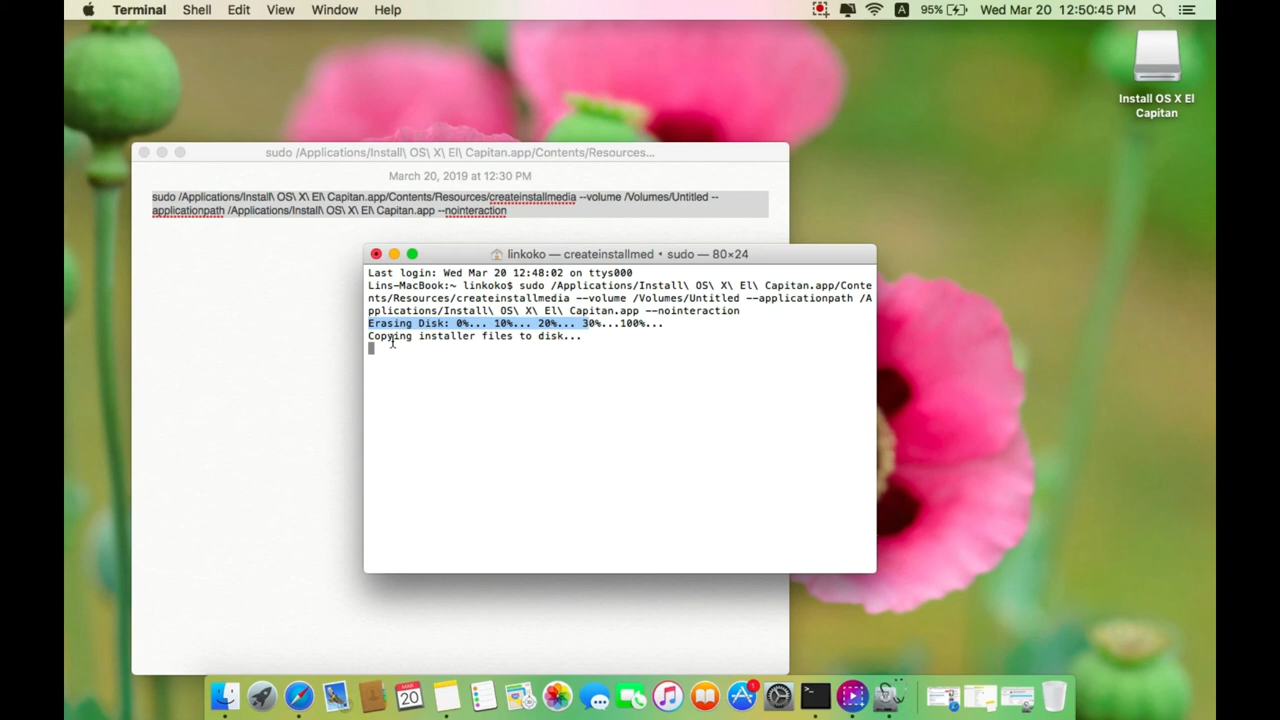 Terminal Shell Edit View Window Help A 95% Wed Mar 20 12:50:45 PM
Install OS X El
Capitan
sudo /Applications/Install\ OS\ X\ El\ Capitan.app/Contents/Resources...
March 20, 2019 at 12:30 PM
sudo /Applications/Install\ OS\ X\ El\ Capitan.app/Contents/Resources/createinstallmedia --volume /Volumes/Untitled --
applicationpath /Applications/Install\ OS\ X\ El\ Capitan.app --nointeraction
linkoko — createinstallmed • sudo — 80×24
Last login: Wed Mar 20 12:48:02 on ttys000
Lins-MacBook:~ linkoko$ sudo /Applications/Install\ OS\ X\ El\ Capitan.app/Conte
nts/Resources/createinstallmedia --volume /Volumes/Untitled --applicationpath /A
pplications/Install\ OS\ X\ El\ Capitan.app --nointeraction
Erasing Disk: 0%... 10%... 20%... 30%...100%...
Copying installer files to disk...
MAR
20
1